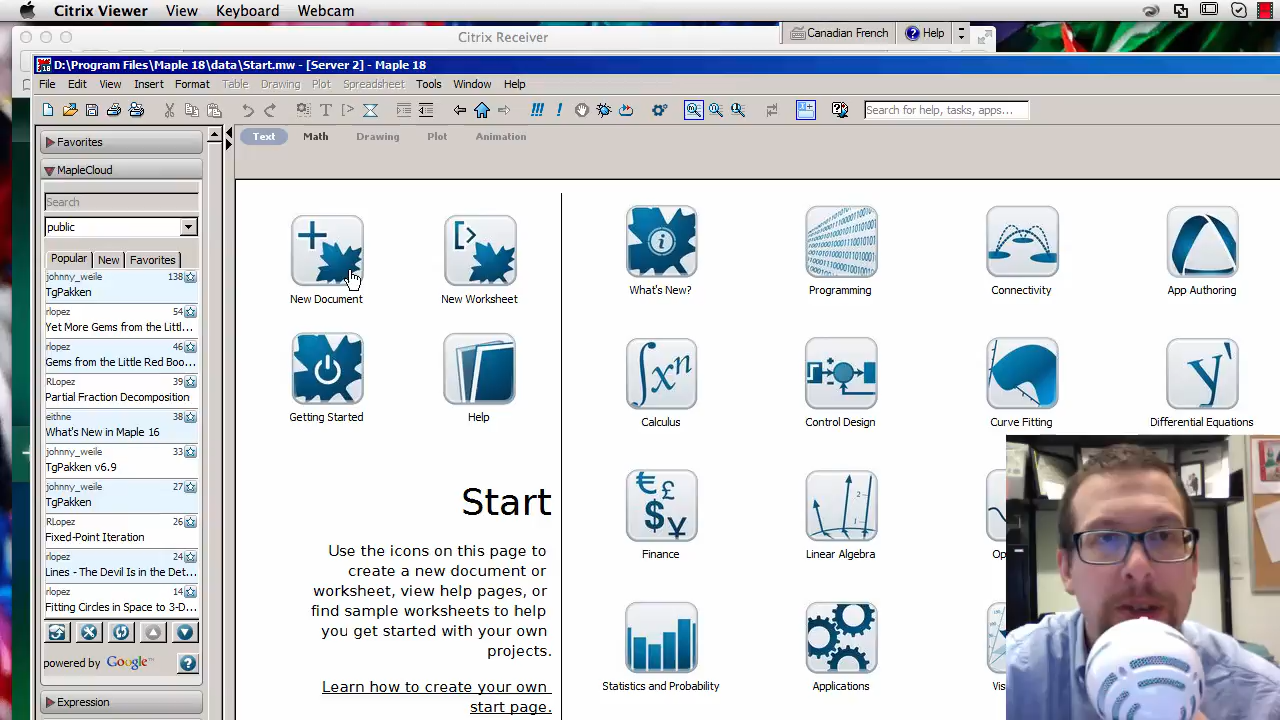 Citrix Viewer View Keyboard Webcam
Citrix Receiver
Canadian French Help
D:\Program Files\Maple 18\data\Start.mw - [Server 2] - Maple 18
File Edit View Insert Format Table Drawing Plot Spreadsheet Tools Window Help
Search for help, tasks, apps...
Text Math Drawing Plot Animation
Favorites
MapleCloud
Search
public
Popular New Favorites
johnny_weile 138
TgPakken
rlopez 54
Yet More Gems from the Littl...
rlopez 46
Gems from the Little Red Boo...
RLopez 39
Partial Fraction Decomposition
eithne 38
What's New in Maple 16
johnny_weile 33
TgPakken v6.9
johnny_weile 27
TgPakken
RLopez 26
Fixed-Point Iteration
rlopez 24
Lines - The Devil Is in the Det...
rlopez 14
Fitting Circles in Space to 3-D...
powered by Google™
Expression
New Document New Worksheet
Getting Started Help
Start
Use the icons on this page to
create a new document or
worksheet, view help pages, or
find sample worksheets to help
you get started with your own
projects.
Learn how to create your own
start page.
What's New? Programming Connectivity App Authoring
Calculus Control Design Curve Fitting Differential Equations
Finance Linear Algebra Op
Statistics and Probability Applications Vis